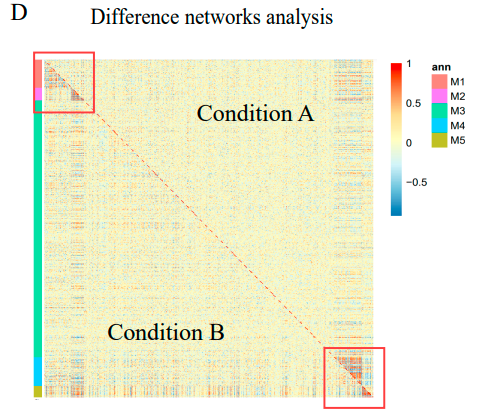 D
Difference networks analysis
Condition A
Condition B
1
0.5
0
−0.5
ann
M1
M2
M3
M4
M5